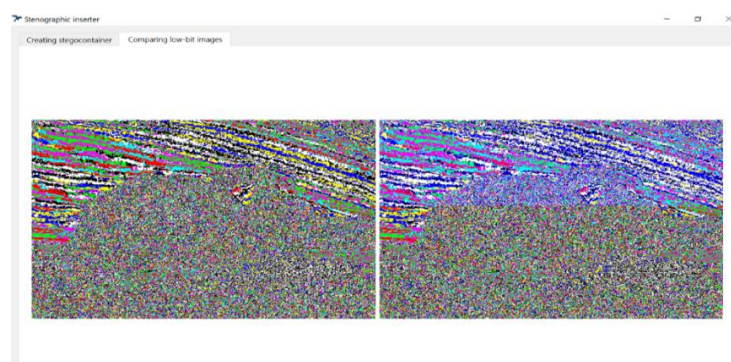 Stenographic inserter
Creating stegocontainer
Comparing low-bit images